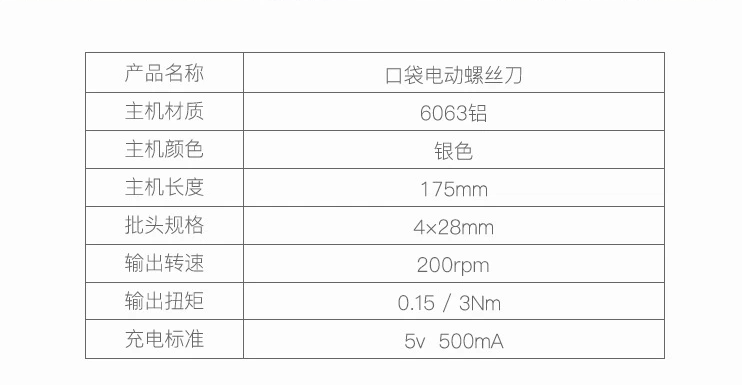 产品名称 口袋电动螺丝刀
主机材质 6063铝
主机颜色 银色
主机长度 175mm
批头规格 4×28mm
输出转速 200rpm
输出扭矩 0.15 / 3Nm
充电标准 5v 500mA